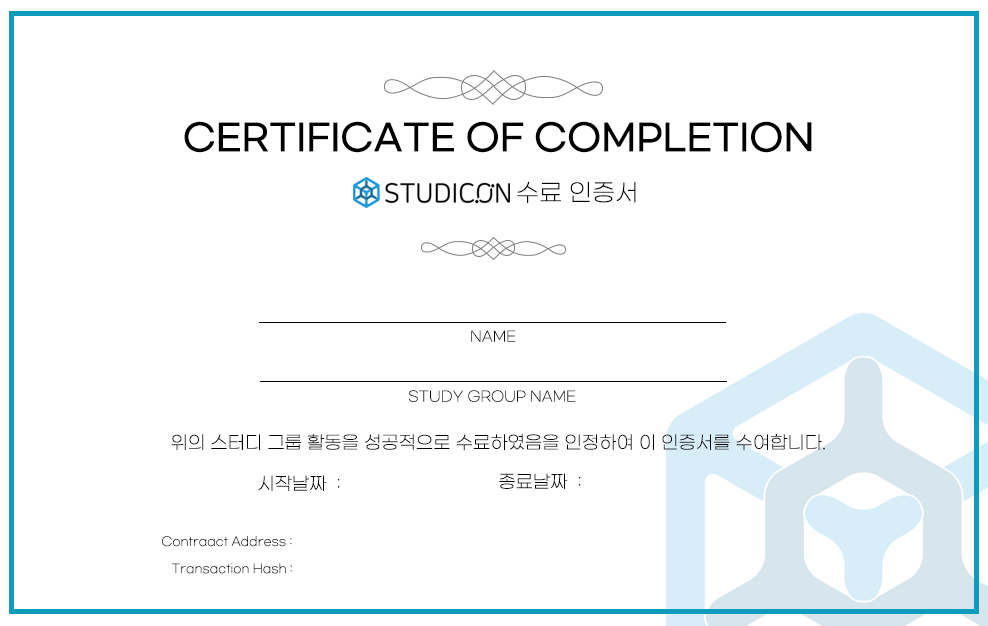 CERTIFICATE OF COMPLETION
STUDICON 수료 인증서
NAME
STUDY GROUP NAME
위의 스터디 그룹 활동을 성공적으로 수료하였음을 인정하여 이 인증서를 수여합니다.
시작날짜 : 종료날짜 :
Contraact Address :
Transaction Hash :